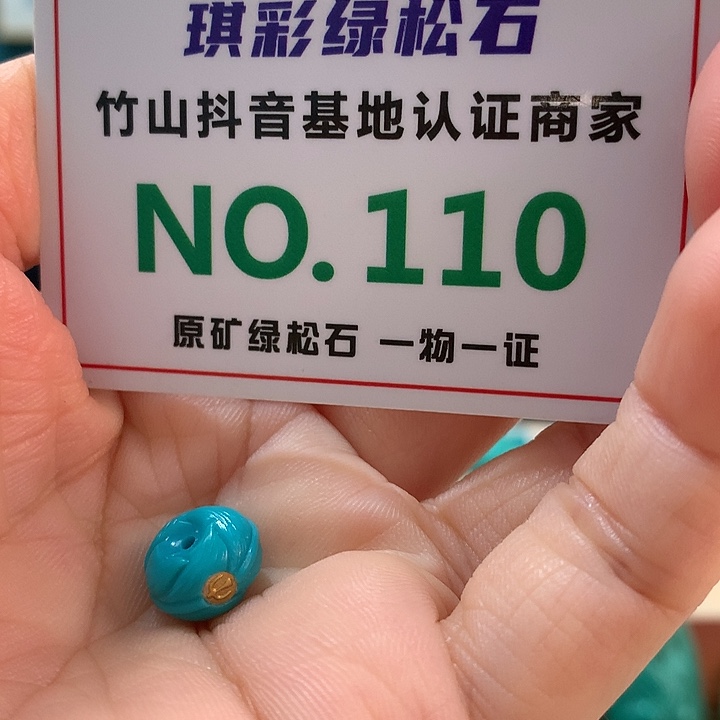 琪彩绿松石
竹山抖音基地认证商家
NO.110
原矿绿松石 一物一证